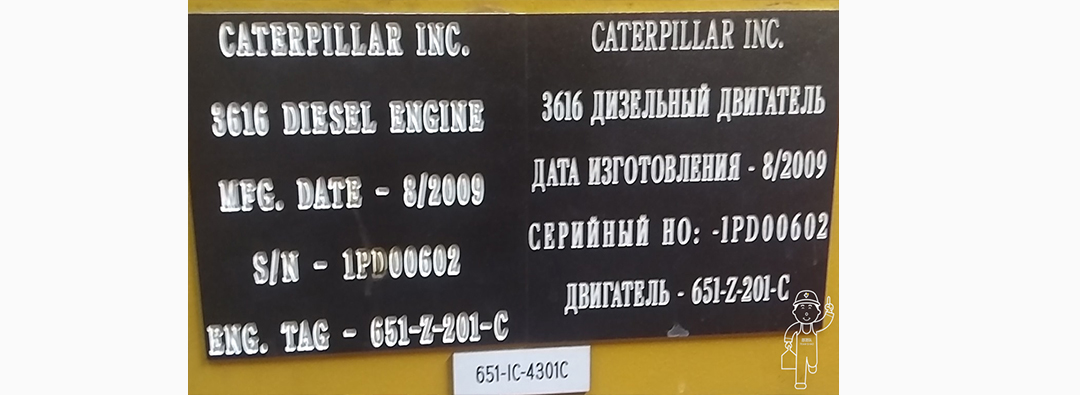 CATERPILLAR INC.
3616 DIESEL ENGINE
MFG. DATE - 8/2009
S/N - 1PD00602
ENG. TAG - 651-Z-201-C
CATERPILLAR INC.
3616 ДИЗЕЛЬНЫЙ ДВИГАТЕЛЬ
ДАТА ИЗГОТОВЛЕНИЯ - 8/2009
СЕРИЙНЫЙ НО: -1PD00602
ДВИГАТЕЛЬ - 651-Z-201-C
651-IC-4301C